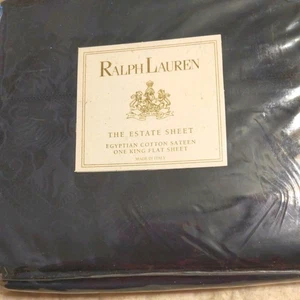 RALPH LAUREN
THE ESTATE SHEET
EGYPTIAN COTTON SATEEN
ONE KING FLAT SHEET